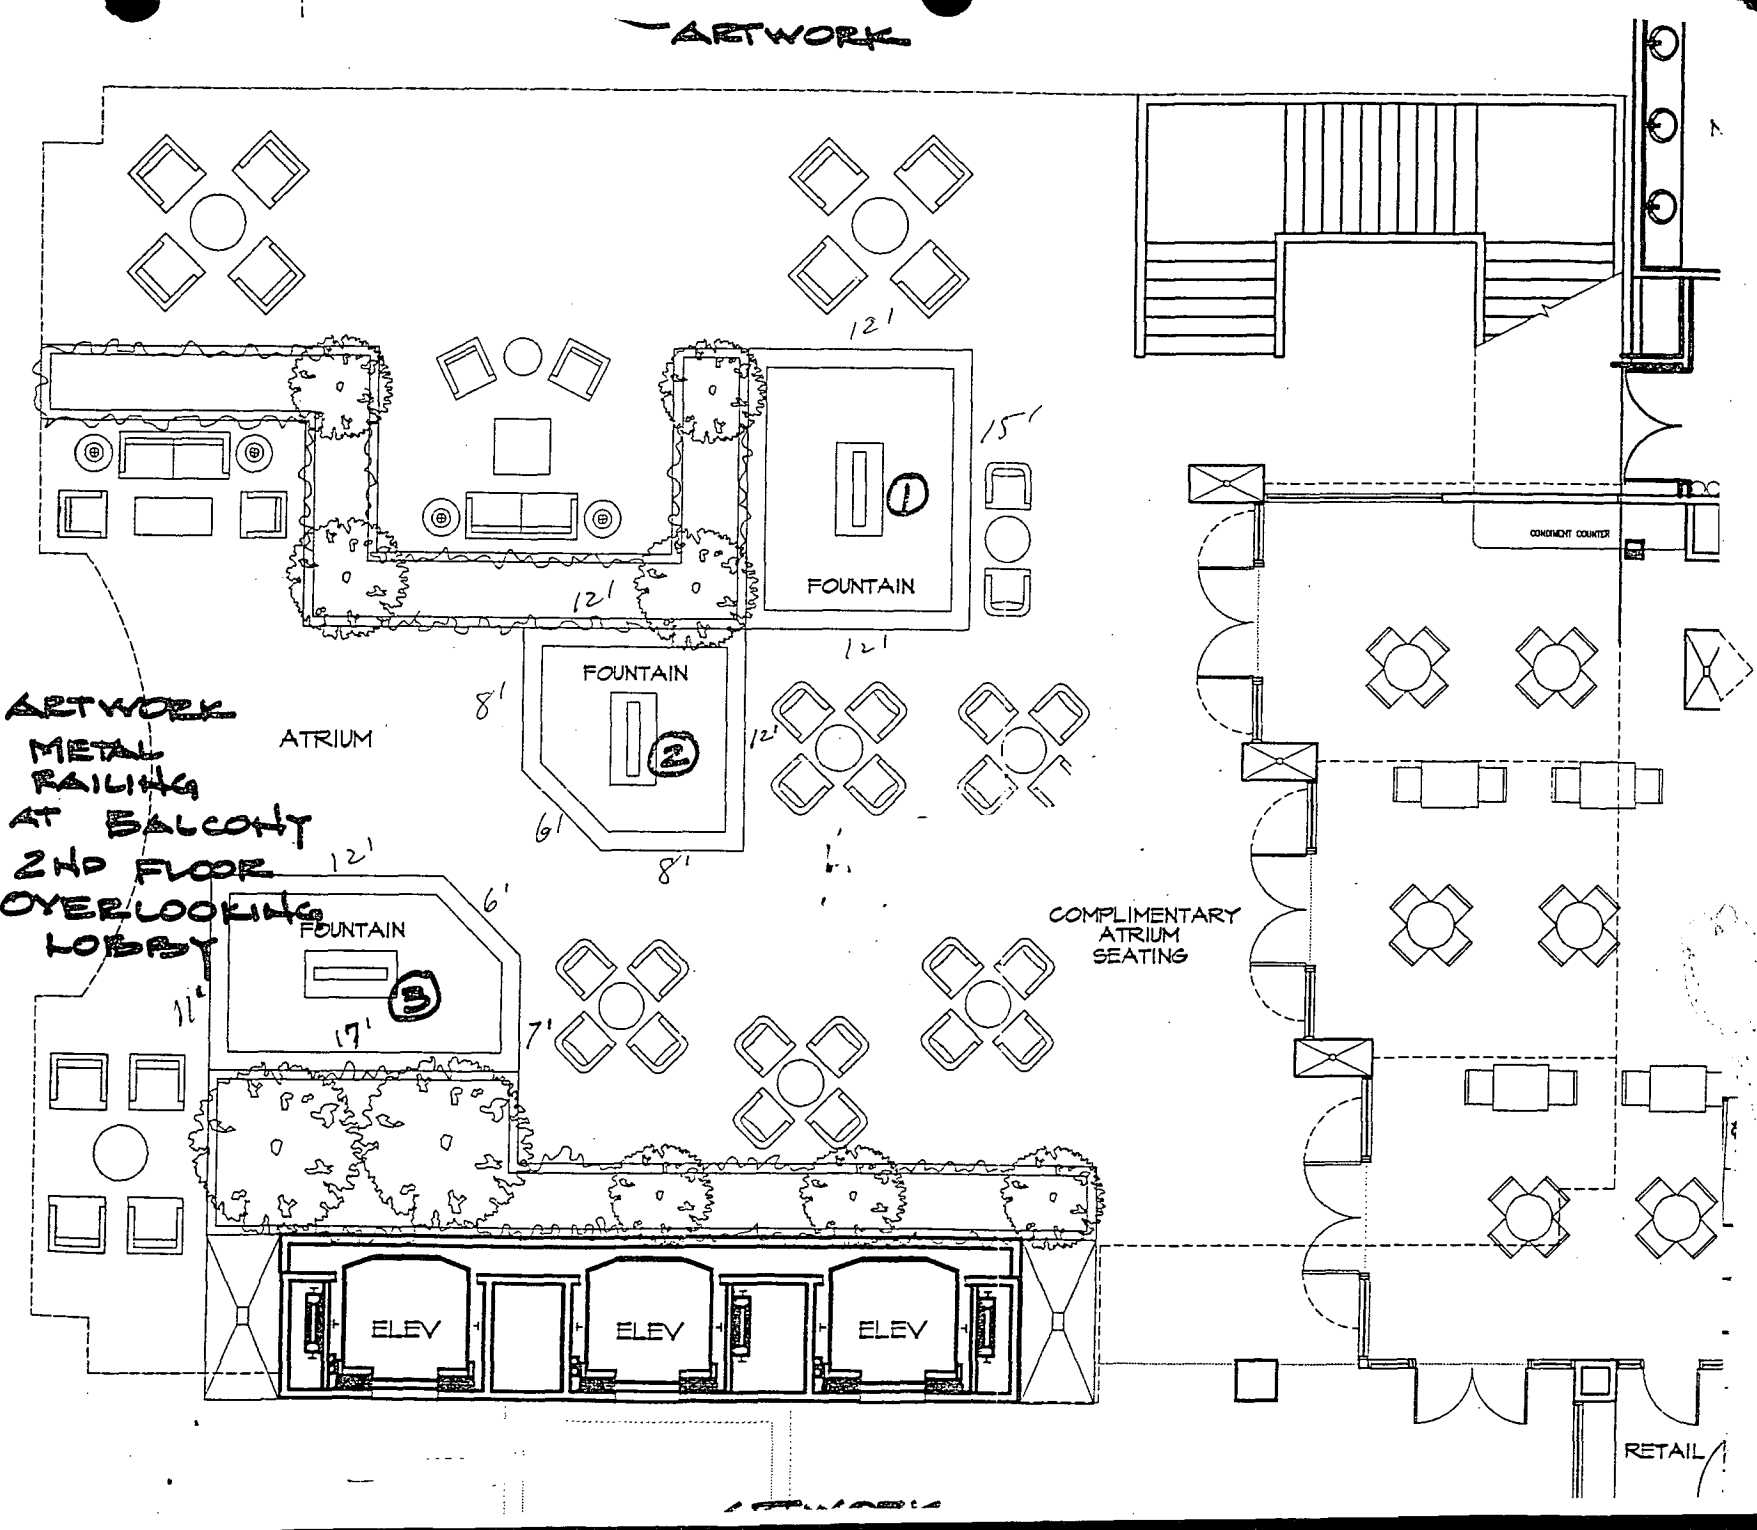 ARTWORK
12'
15'
1
CONDIMENT COUNTER
FOUNTAIN
12'
12'
FOUNTAIN
8'
12'
2
ATRIUM
ARTWORK
METAL
RAILING
AT BALCONY
2ND FLOOR
OVERLOOKING
LOBBY
6'
8'
12'
6'
FOUNTAIN
3
11'
17'
7'
COMPLIMENTARY
ATRIUM
SEATING
ELEV
ELEV
ELEV
RETAIL